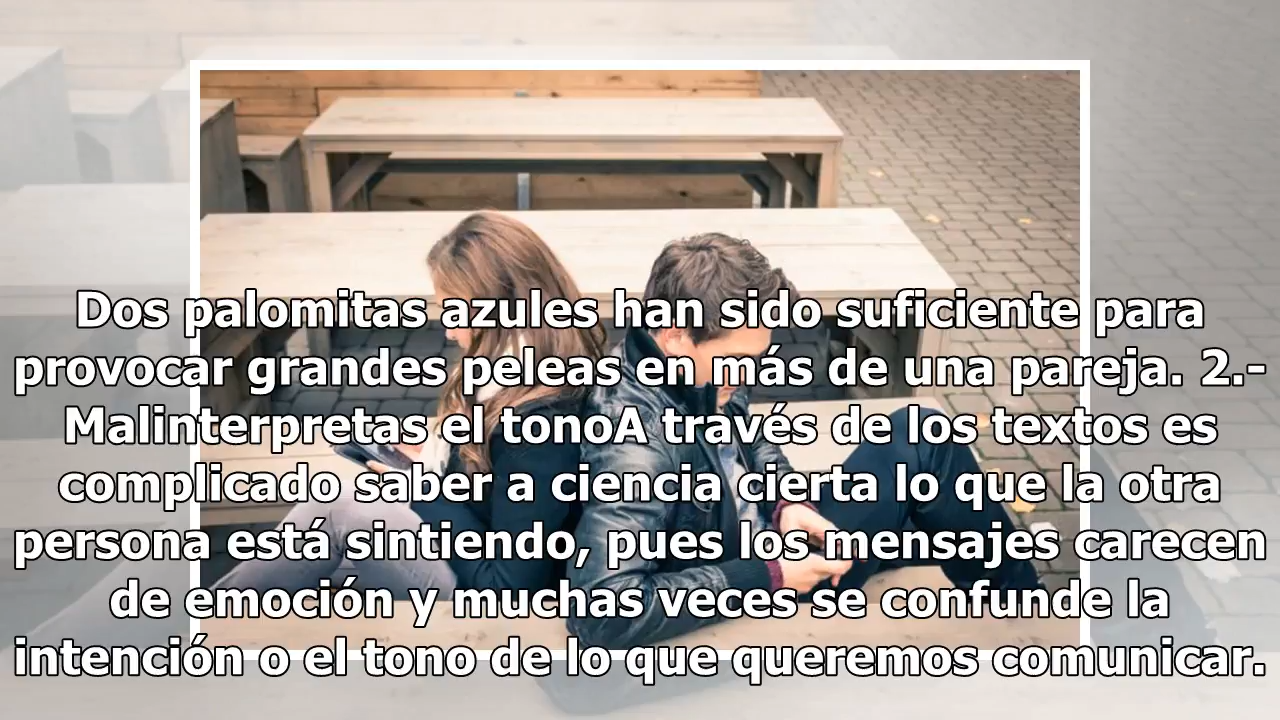 Dos palomitas azules han sido suficiente para
provocar grandes peleas en más de una pareja. 2.-
Malinterpretas el tonoA través de los textos es
complicado saber a ciencia cierta lo que la otra
persona está sintiendo, pues los mensajes carecen
de emoción y muchas veces se confunde la
intención o el tono de lo que queremos comunicar.